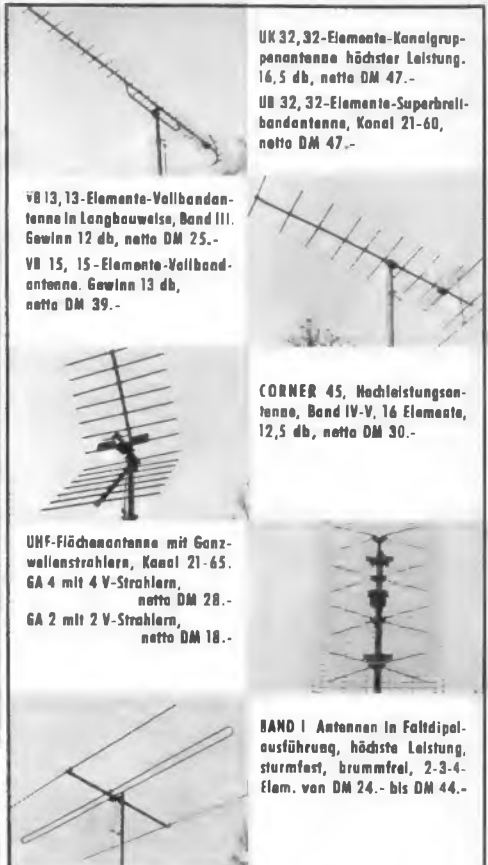 UK 32, 32-Elemente-Kanalgrup-
penantenne höchster Leistung.
16,5 db, netto DM 47.-
UB 32, 32-Elemente-Superbreit-
bandantenne, Kanal 21-60,
netto DM 47.-
VB 13, 13-Elemente-Vollbandan-
tenne in Langbauweise, Band III.
Gewinn 12 db, netto DM 25.-
VB 15, 15-Elemente-Vollband-
antenne. Gewinn 13 db,
netto DM 39.-
CORNER 45, Hochleistungsan-
tenne, Band IV-V, 16 Elemente,
12,5 db, netto DM 30.-
UHF-Flächenantenne mit Ganz-
wellenstrahlern, Kanal 21-65.
GA 4 mit 4 V-Strahlern,
netto DM 28.-
GA 2 mit 2 V-Strahlern,
netto DM 18.-
BAND I Antennen in Faltdipol-
ausführung, höchste Leistung,
sturmfest, brummfrei, 2-3-4-
Elem. von DM 24.- bis DM 44.-